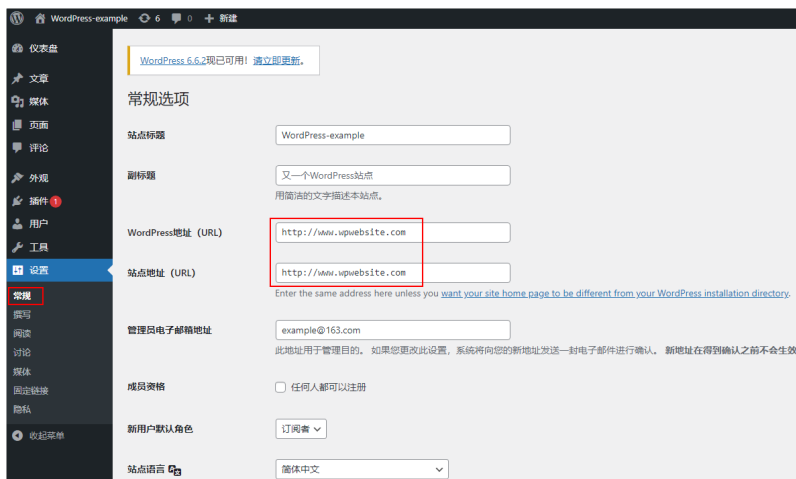 WordPress-example 6 0 新建
仪表盘
文章
媒体
页面
评论
外观
插件 1
用户
工具
设置
常规
撰写
阅读
讨论
媒体
固定链接
隐私
收起菜单
WordPress 6.6.2现已可用！请立即更新。
常规选项
站点标题 WordPress-example
副标题 又一个WordPress站点
用简洁的文字描述本站点。
WordPress地址（URL） http://www.wpwebsite.com
站点地址（URL） http://www.wpwebsite.com
Enter the same address here unless you want your site home page to be different from your WordPress installation directory.
管理员电子邮箱地址 example@163.com
此地址用于管理目的。 如果您更改此设置，系统将向您的新地址发送一封电子邮件进行确认。 新地址在得到确认之前不会生效
成员资格 任何人都可以注册
新用户默认角色 订阅者
站点语言 简体中文